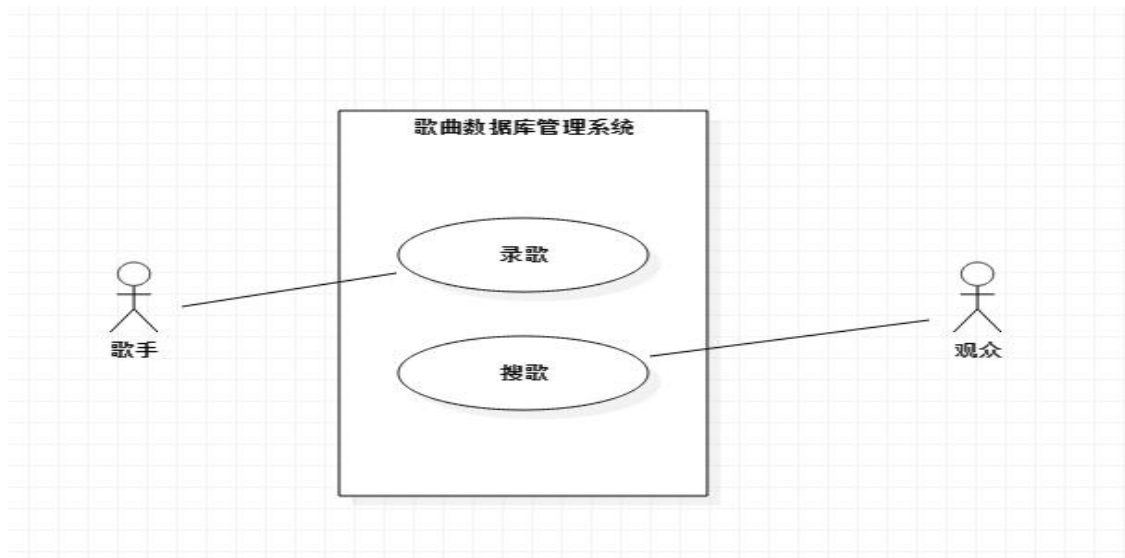 歌曲数据库管理系统
录歌
歌手
观众
搜歌